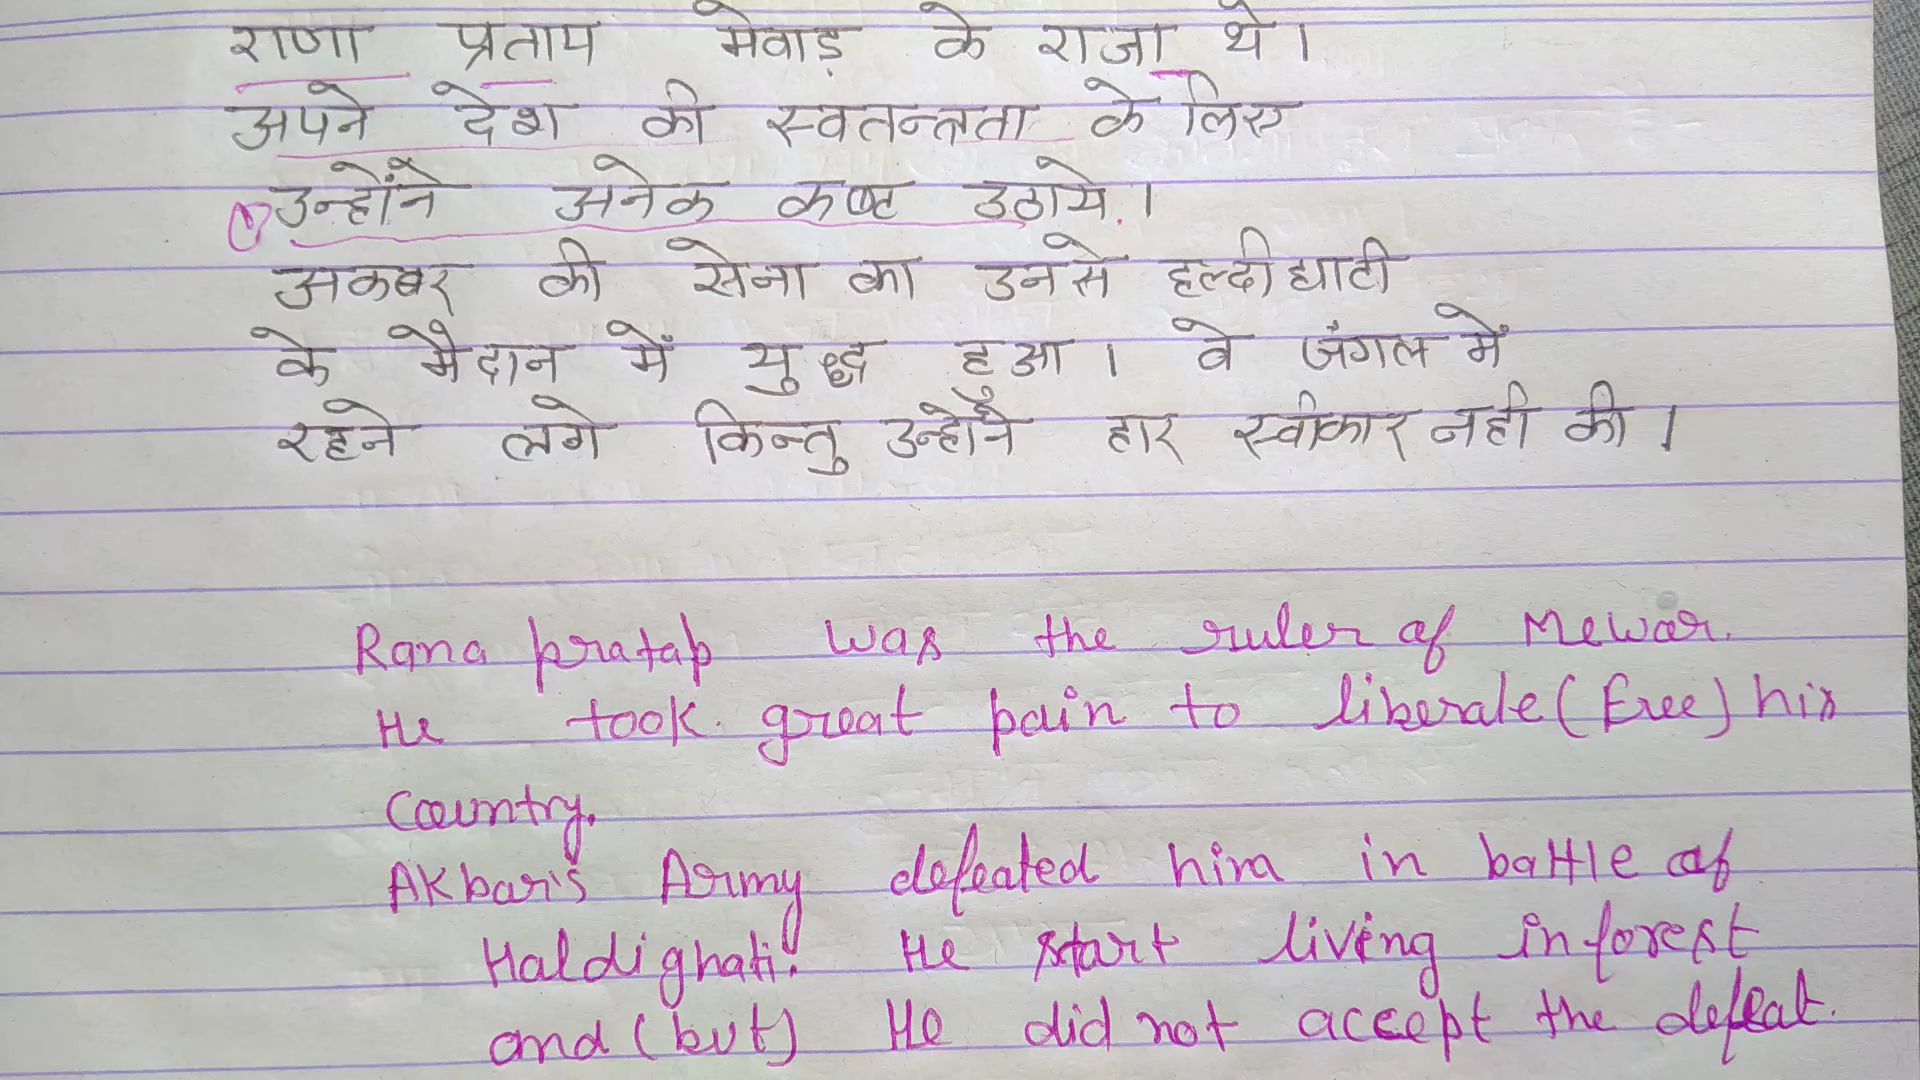 राणा प्रताप मेवाड़ के राजा थे।
अपने देश की स्वतन्त्रता के लिए
उन्होंने अनेक कष्ट उठाये।
अकबर की सेना का उनसे हल्दीघाटी
के मैदान में युद्ध हुआ। वे जंगल में
रहने लगे किन्तु उन्होंने हार स्वीकार नही की।
Rana pratap was the ruler of Mewar.
He took great pain to liberale (free) his
country.
Akbar's Army defeated him in battle of
Haldighati. He start living in forest
and (but) He did not accept the defeat.